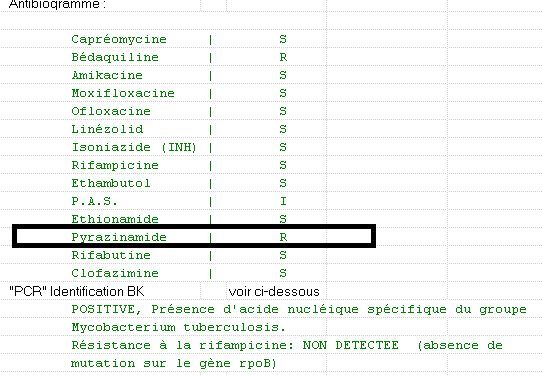 Antibiogramme :
Capréomycine | S
Bédaquiline | R
Amikacine | S
Moxifloxacine | S
Ofloxacine | S
Linézolid | S
Isoniazide (INH) | S
Rifampicine | S
Ethambutol | S
P.A.S. | I
Ethionamide | S
Pyrazinamide | R
Rifabutine | S
Clofazimine | S
"PCR" Identification BK voir ci-dessous
POSITIVE, Présence d'acide nucléique spécifique du groupe
Mycobacterium tuberculosis.
Résistance à la rifampicine: NON DETECTEE (absence de
mutation sur le gène rpoB)